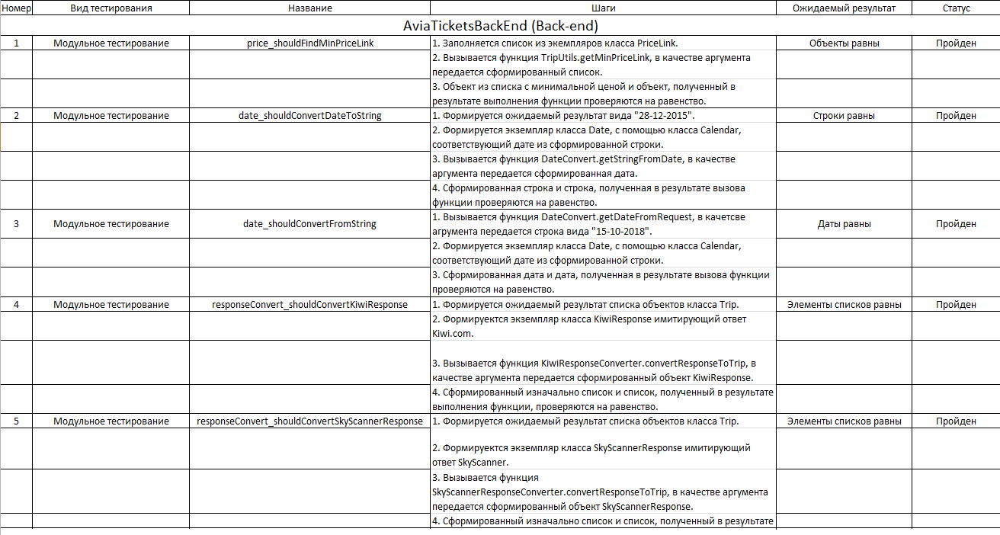 Номер Вид тестирования Название Шаги Ожидаемый результат Статус
AviaTicketsBackEnd (Back-end)
1 Модульное тестирование price_shouldFindMinPriceLink 1. Заполняется список из экемпляров класса PriceLink. Объекты равны Пройден
2. Вызывается функция TripUtils.getMinPriceLink, в качестве аргумента
передается сформированный список.
3. Объект из списка с минимальной ценой и объект, полученный в
результате выполнения функции проверяются на равенство.
2 Модульное тестирование date_shouldConvertDateToString 1. Формируется ожидаемый результат вида "28-12-2015". Строки равны Пройден
2. Формируется экземпляр класса Date, с помощью класса Calendar,
соответствующий дате из сформированной строки.
3. Вызывается функция DateConvert.getStringFromDate, в качестве
аргумента передается сформированная дата.
4. Сформированная строка и строка, полученная в результате вызова
функции проверяются на равенство.
3 Модульное тестирование date_shouldConvertFromString 1. Вызывается функция DateConvert.getDateFromRequest, в качетсве
агрумента передается строка вида "15-10-2018". Даты равны Пройден
2. Формируется экземпляр класса Date, с помощью класса Calendar,
соответствующий дате из сформированной строки.
3. Сформированная дата и дата, полученная в результате вызова функции
проверяются на равенство.
4 Модульное тестирование responseConvert_shouldConvertKiwiResponse 1. Формируется ожидаемый результат списка объектов класса Trip. Элементы списков равны Пройден
2. Формируектся экземпляр класса KiwiResponse имитирующий ответ
Kiwi.com.
3. Вызывается функция KiwiResponseConverter.convertResponseToTrip, в
качестве аргумента передается сформированный объект KiwiResponse.
4. Сформированный изначально список и список, полученный в результате
выполнения функции, проверяются на равенство.
5 Модульное тестирование responseConvert_shouldConvertSkyScannerResponse 1. Формируется ожидаемый результат списка объектов класса Trip. Элементы списков равны Пройден
2. Формируектся экземпляр класса SkyScannerResponse имитирующий
ответ SkyScanner.
3. Вызывается функция
SkyScannerResponseConverter.convertResponseToTrip, в качестве аргумента
передается сформированный объект SkyScannerResponse.
4. Сформированный изначально список и список, полученный в результате